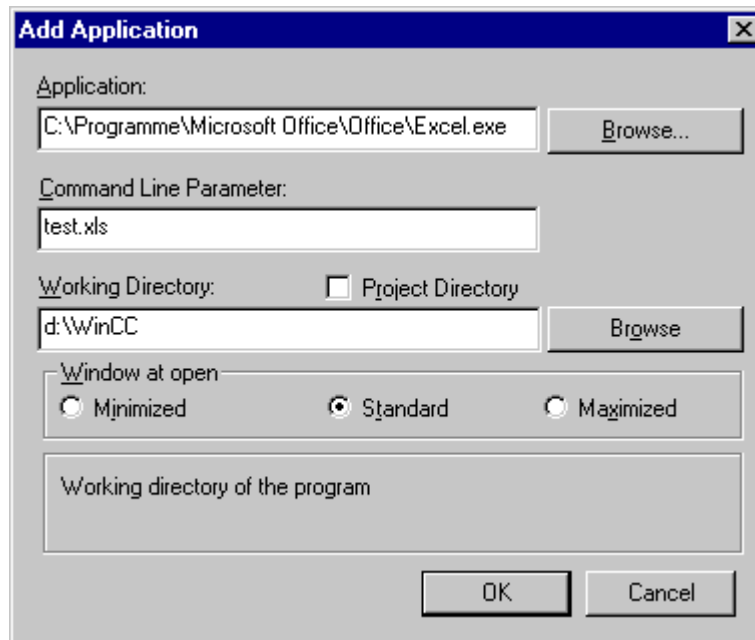 Add Application
Application:
C:\Programme\Microsoft Office\Office\Excel.exe
Browse...
Command Line Parameter:
test.xls
Working Directory:
Project Directory
d:\WinCC
Browse
Window at open
Minimized
Standard
Maximized
Working directory of the program
OK
Cancel